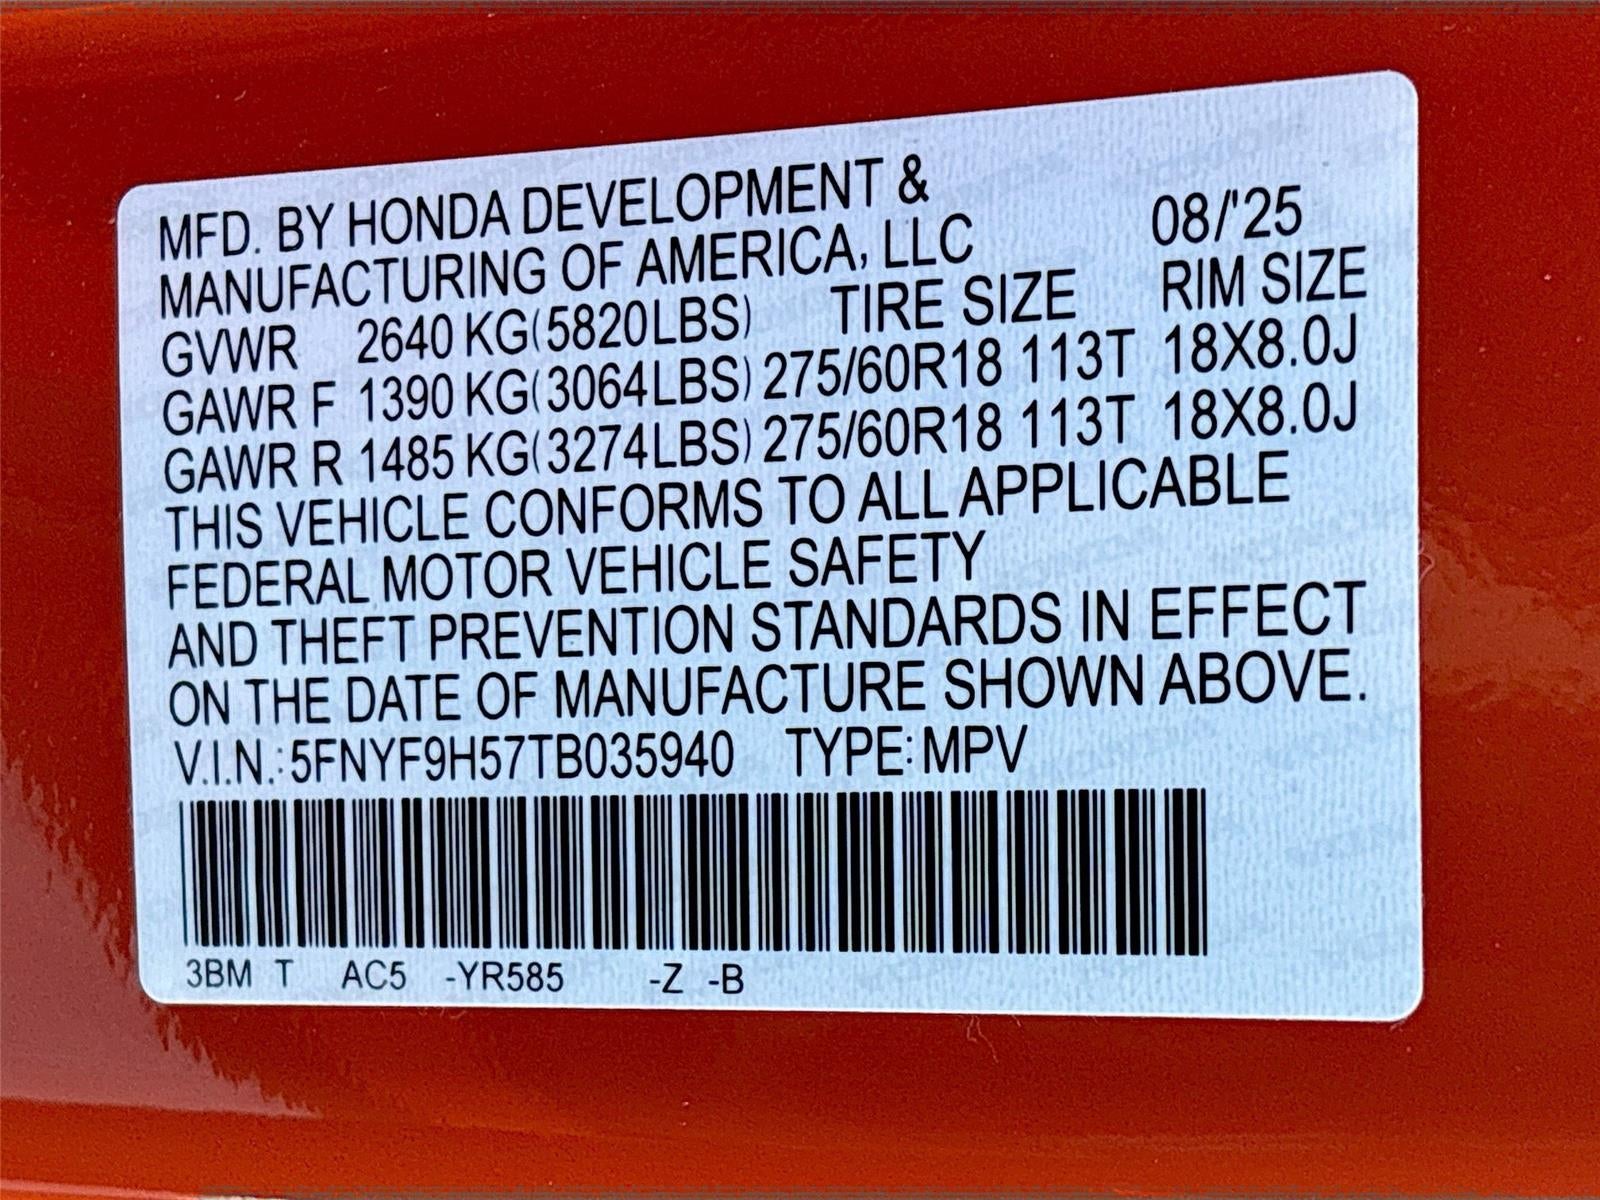 MFD. BY HONDA DEVELOPMENT &
MANUFACTURING OF AMERICA, LLC 08/'25
GVWR 2640 KG(5820LBS) TIRE SIZE RIM SIZE
GAWR F 1390 KG(3064LBS) 275/60R18 113T 18X8.0J
GAWR R 1485 KG(3274LBS) 275/60R18 113T 18X8.0J
THIS VEHICLE CONFORMS TO ALL APPLICABLE
FEDERAL MOTOR VEHICLE SAFETY
AND THEFT PREVENTION STANDARDS IN EFFECT
ON THE DATE OF MANUFACTURE SHOWN ABOVE.
V.I.N.:5FNYF9H57TB035940 TYPE:MPV
3BM T AC5 -YR585 -Z -B